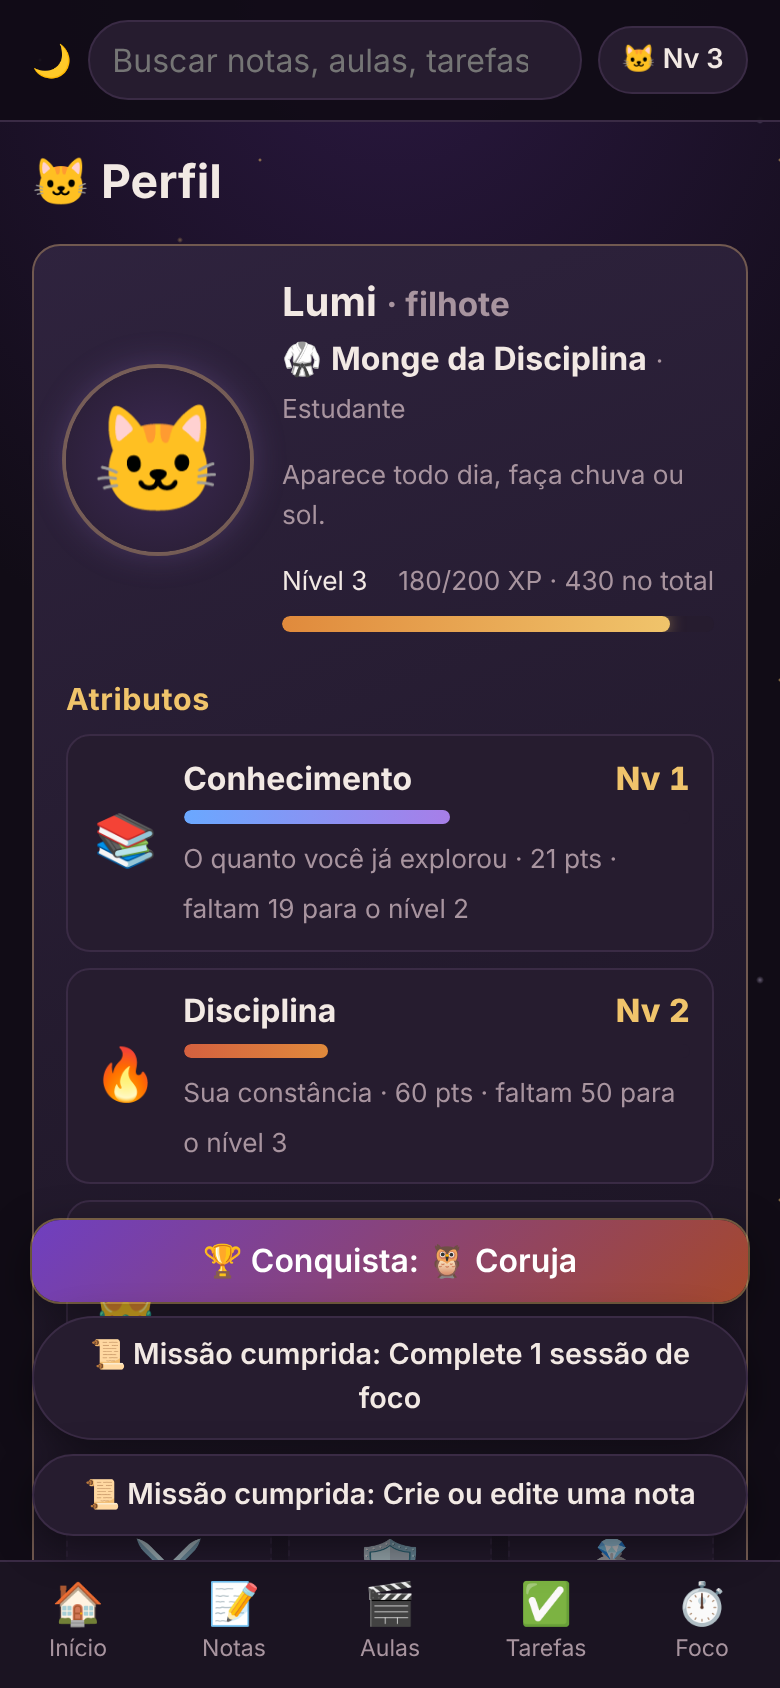 Buscar notas, aulas, tarefas
Nv 3
Perfil
Lumi · filhote
Monge da Disciplina ·
Estudante
Aparece todo dia, faça chuva ou
sol.
Nível 3 180/200 XP · 430 no total
Atributos
Conhecimento Nv 1
O quanto você já explorou · 21 pts ·
faltam 19 para o nível 2
Disciplina Nv 2
Sua constância · 60 pts · faltam 50 para
o nível 3
Conquista: Coruja
Missão cumprida: Complete 1 sessão de
foco
Missão cumprida: Crie ou edite uma nota
Início Notas Aulas Tarefas Foco